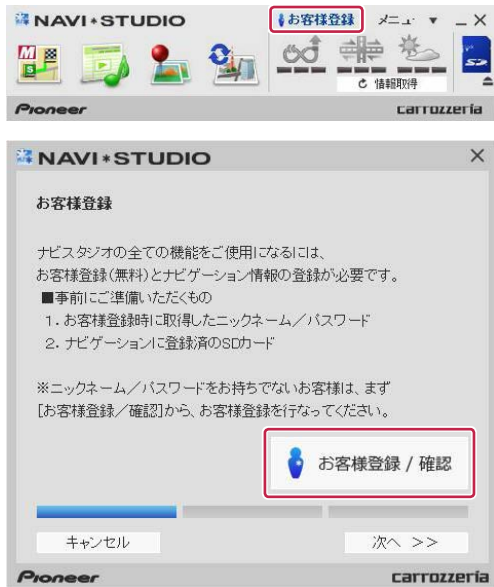 NAVI*STUDIO お客様登録 メニュー ▼
M
S
SD
情報取得
Pioneer carrozzeria
NAVI*STUDIO
お客様登録
ナビスタジオの全ての機能をご使用になるには、
お客様登録(無料)とナビゲーション情報の登録が必要です。
■事前にご準備いただくもの
1．お客様登録時に取得したニックネーム／パスワード
2．ナビゲーションに登録済のSDカード
※ニックネーム／パスワードをお持ちでないお客様は、まず
[お客様登録／確認]から、お客様登録を行なってください。
お客様登録 / 確認
キャンセル 次へ >>
Pioneer carrozzeria